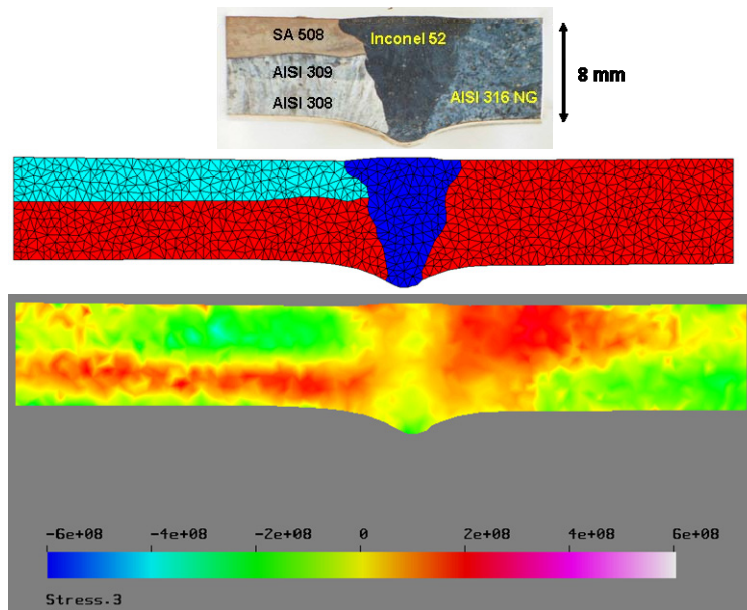 SA 508
Inconel 52
AISI 309
8 mm
AISI 308
AISI 316 NG
-6e+08 -4e+08 -2e+08 0 2e+08 4e+08 6e+08
Stress.3